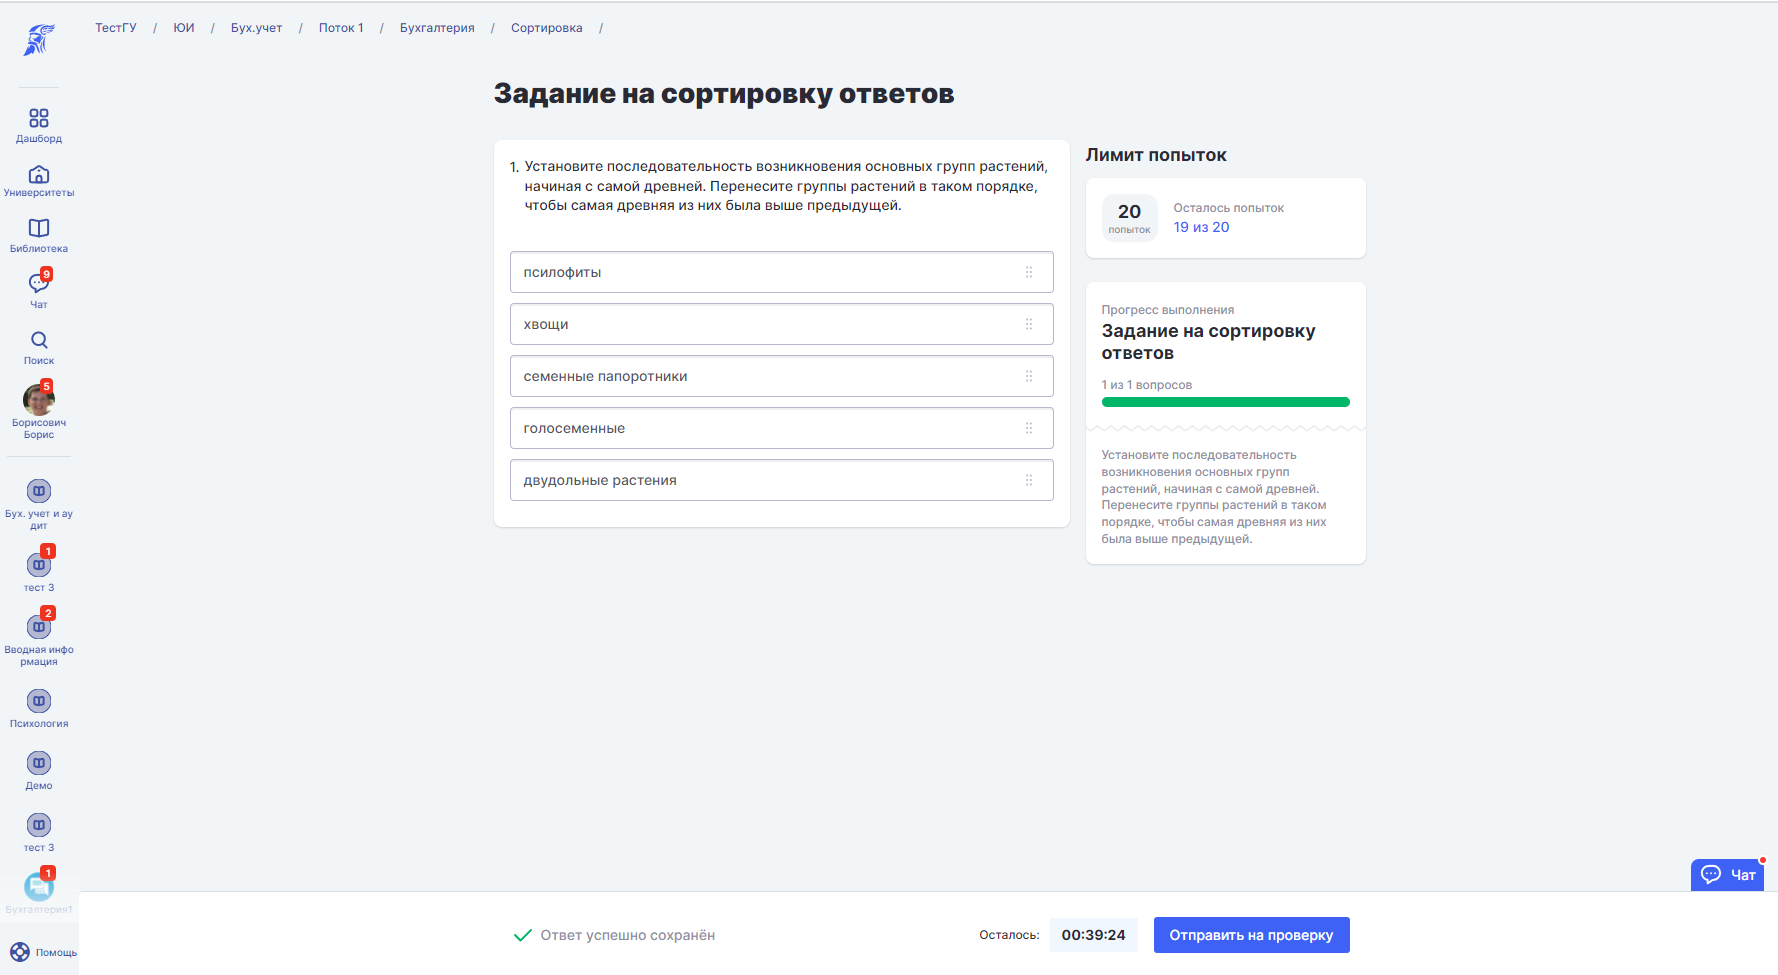 ТестГУ / ЮИ / Бух.учет / Поток 1 / Бухгалтерия / Сортировка /
Дашборд
Университеты
Библиотека
9
Чат
Поиск
5
Борисович
Борис
Бух. учет и ау
дит
1
тест 3
2
Вводная инфо
рмация
Психология
Демо
тест 3
1
Бухгалтерия1
Помощь
Задание на сортировку ответов
1. Установите последовательность возникновения основных групп растений,
начиная с самой древней. Перенесите группы растений в таком порядке,
чтобы самая древняя из них была выше предыдущей.
псилофиты
хвощи
семенные папоротники
голосеменные
двудольные растения
Лимит попыток
20
попыток
Осталось попыток
19 из 20
Прогресс выполнения
Задание на сортировку
ответов
1 из 1 вопросов
Установите последовательность
возникновения основных групп
растений, начиная с самой древней.
Перенесите группы растений в таком
порядке, чтобы самая древняя из них
была выше предыдущей.
Чат
Ответ успешно сохранён
Осталось: 00:39:24
Отправить на проверку